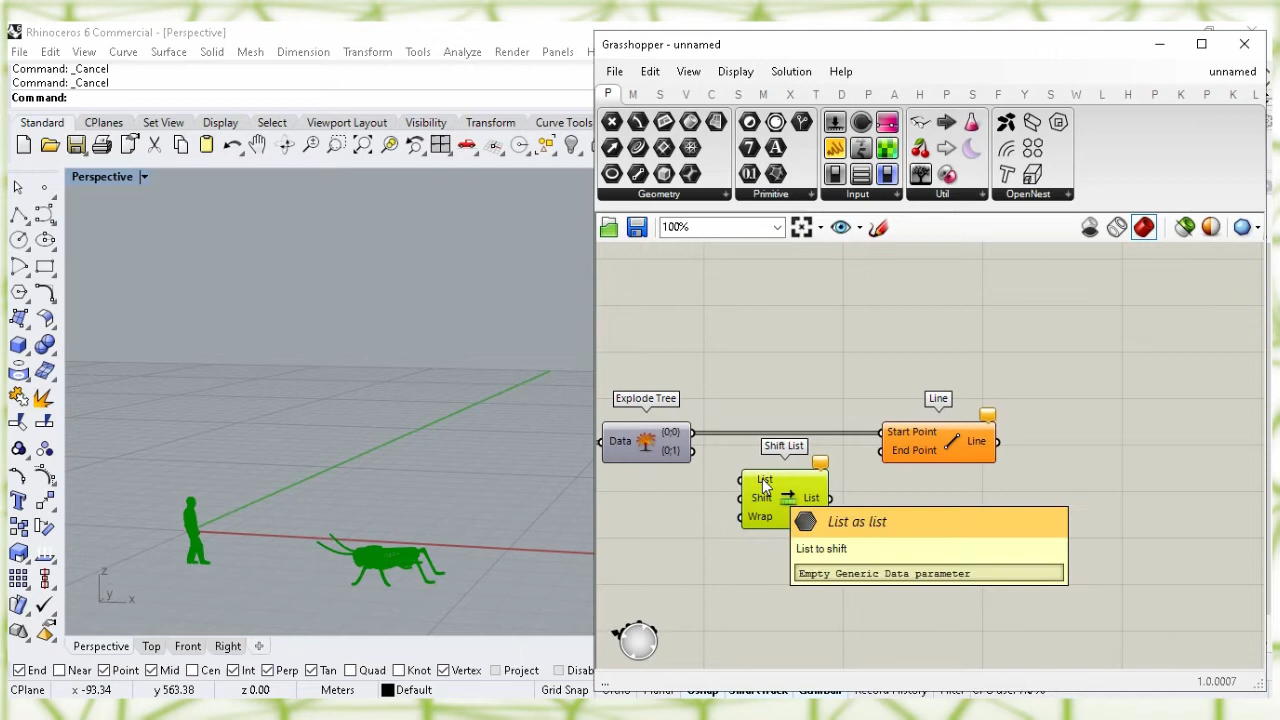 Rhinoceros 6 Commercial - [Perspective]
File Edit View Curve Surface Solid Mesh Dimension Transform Tools Analyze Render Panels
Command: _Cancel
Command: _Cancel
Command:
Standard CPlanes Set View Display Select Viewport Layout Visibility Transform Curve Tools
Perspective
z
y
x
Perspective Top Front Right
End Near Point Mid Cen Int Perp Tan Quad Knot Vertex Project Disab
CPlane x -93.34 y 563.38 z 0.00 Meters Default Grid Snap
Grasshopper - unnamed
File Edit View Display Solution Help unnamed
P M S V C S M X T D A P A H P S F Y S W L H P K P K L
Geometry Primitive Input Util OpenNest
100%
Explode Tree
Data {0;0}
{0;1}
Shift List
List
Shift List
Wrap
Line
Start Point Line
End Point
List as list
List to shift
Empty Generic Data parameter
...
1.0.0007